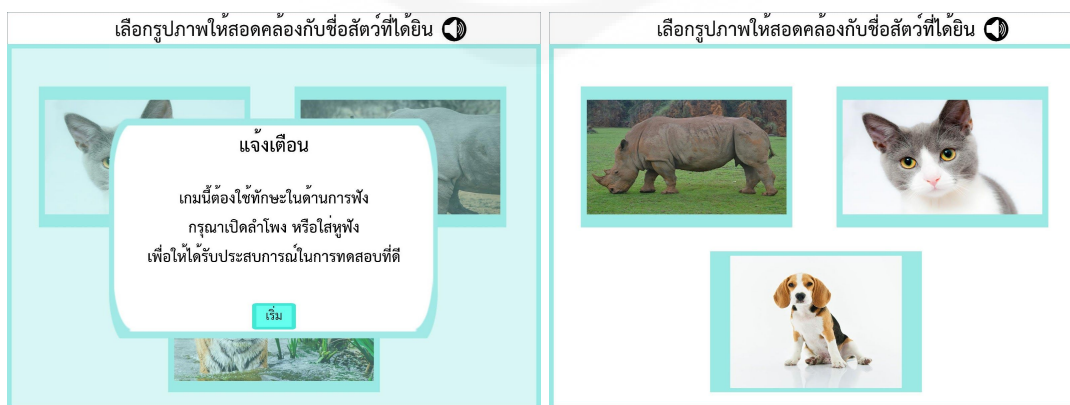 เลือกรูปภาพให้สอดคล้องกับชื่อสัตว์ที่ได้ยิน
แจ้งเตือน
เกมนี้ต้องใช้ทักษะในด้านการฟัง
กรุณาเปิดลำโพง หรือใส่หูฟัง
เพื่อให้ได้รับประสบการณ์ในการทดสอบที่ดี
เริ่ม
เลือกรูปภาพให้สอดคล้องกับชื่อสัตว์ที่ได้ยิน